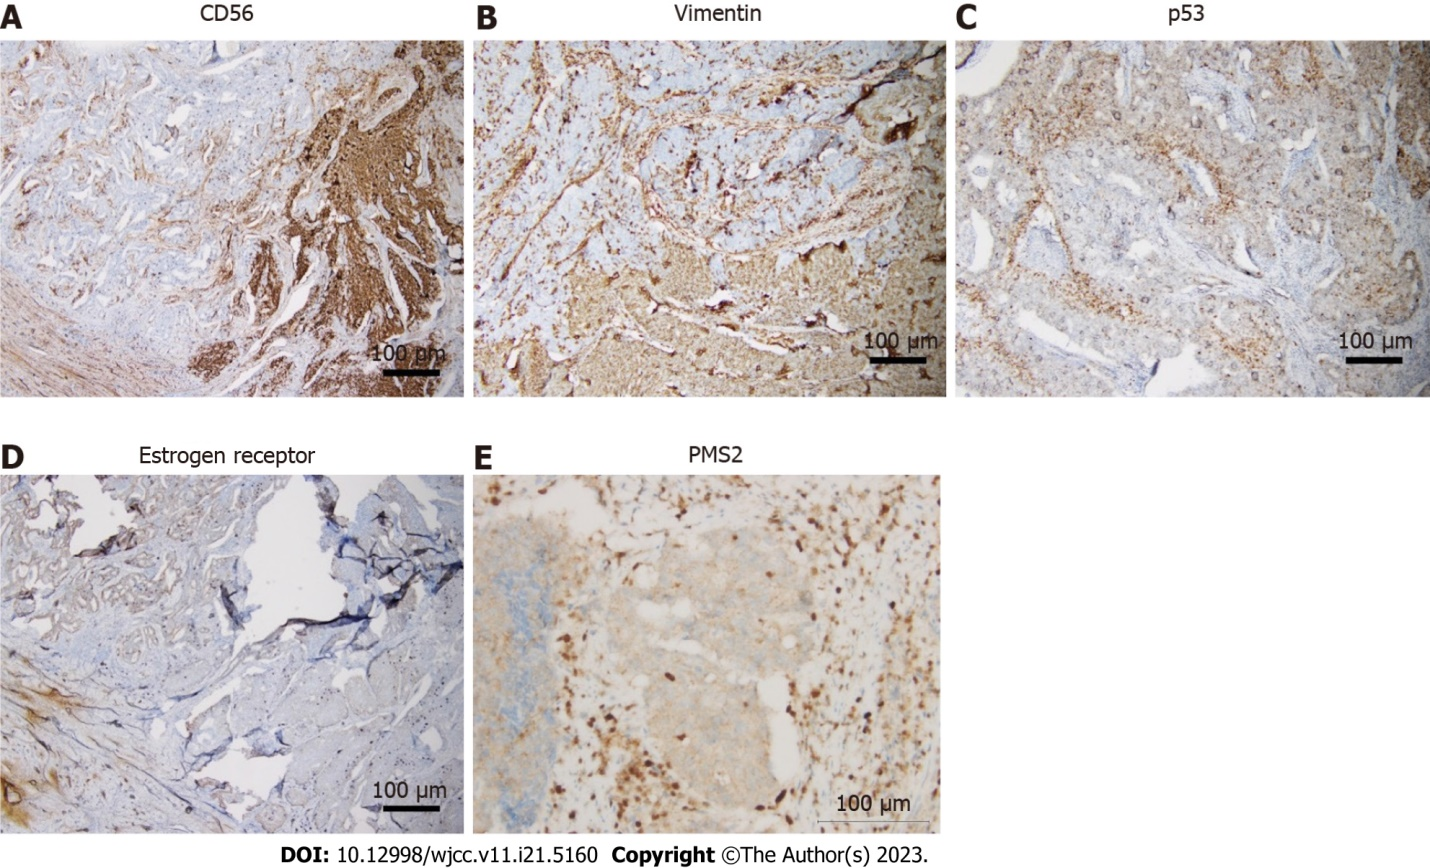 A CD56
B Vimentin
C p53
100 µm
100 µm
100 µm
D Estrogen receptor
E PMS2
100 µm
100 µm
DOI: 10.12998/wjcc.v11.i21.5160 Copyright ©The Author(s) 2023.